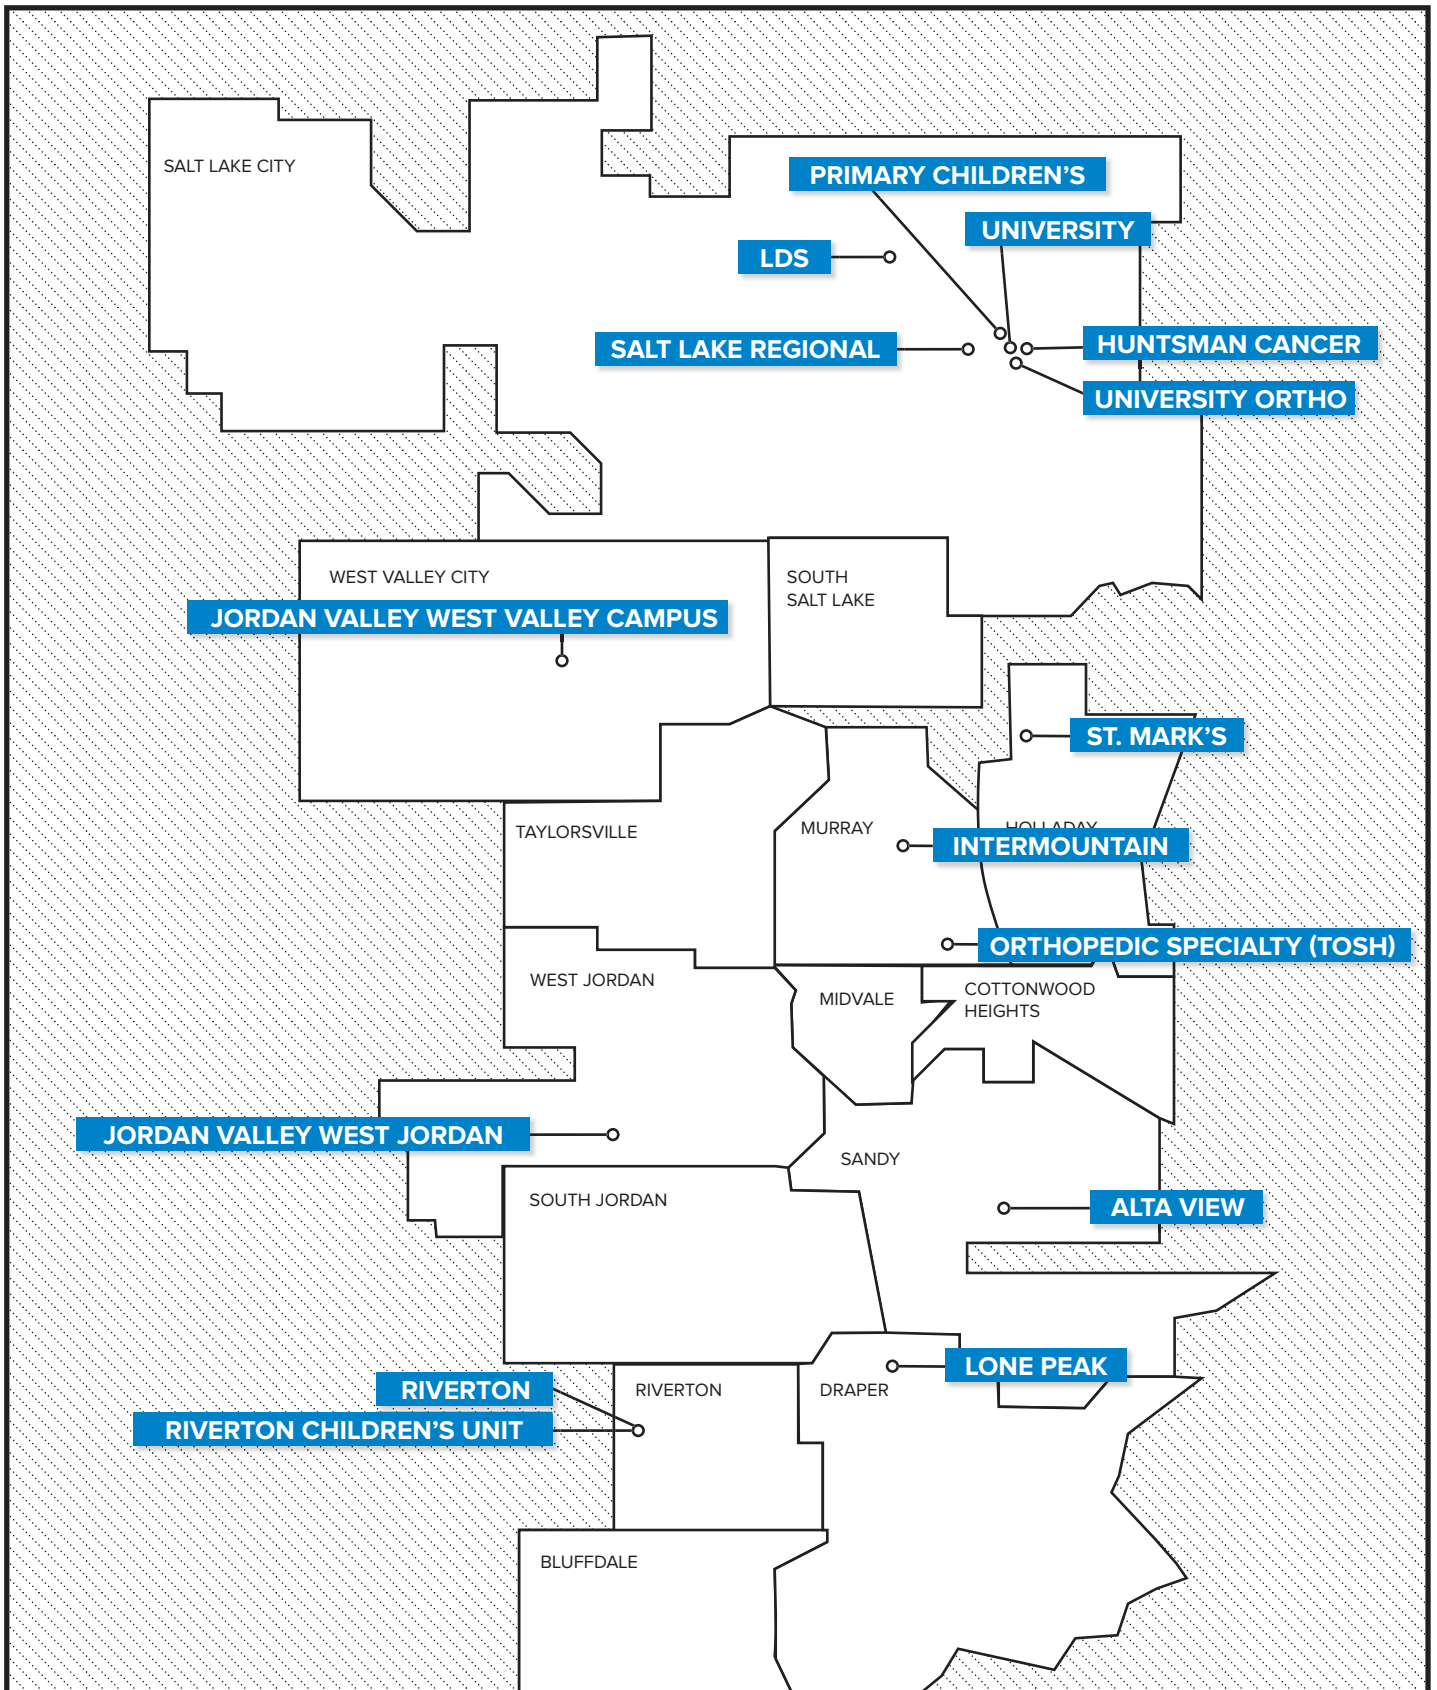 SALT LAKE CITY
PRIMARY CHILDREN'S
UNIVERSITY
LDS
SALT LAKE REGIONAL
HUNTSMAN CANCER
UNIVERSITY ORTHO
WEST VALLEY CITY
SOUTH
SALT LAKE
JORDAN VALLEY WEST VALLEY CAMPUS
ST. MARK'S
TAYLORSVILLE
MURRAY
HOLLADAY
INTERMOUNTAIN
ORTHOPEDIC SPECIALTY (TOSH)
WEST JORDAN
MIDVALE
COTTONWOOD
HEIGHTS
JORDAN VALLEY WEST JORDAN
SANDY
SOUTH JORDAN
ALTA VIEW
LONE PEAK
RIVERTON
RIVERTON
DRAPER
RIVERTON CHILDREN'S UNIT
BLUFFDALE